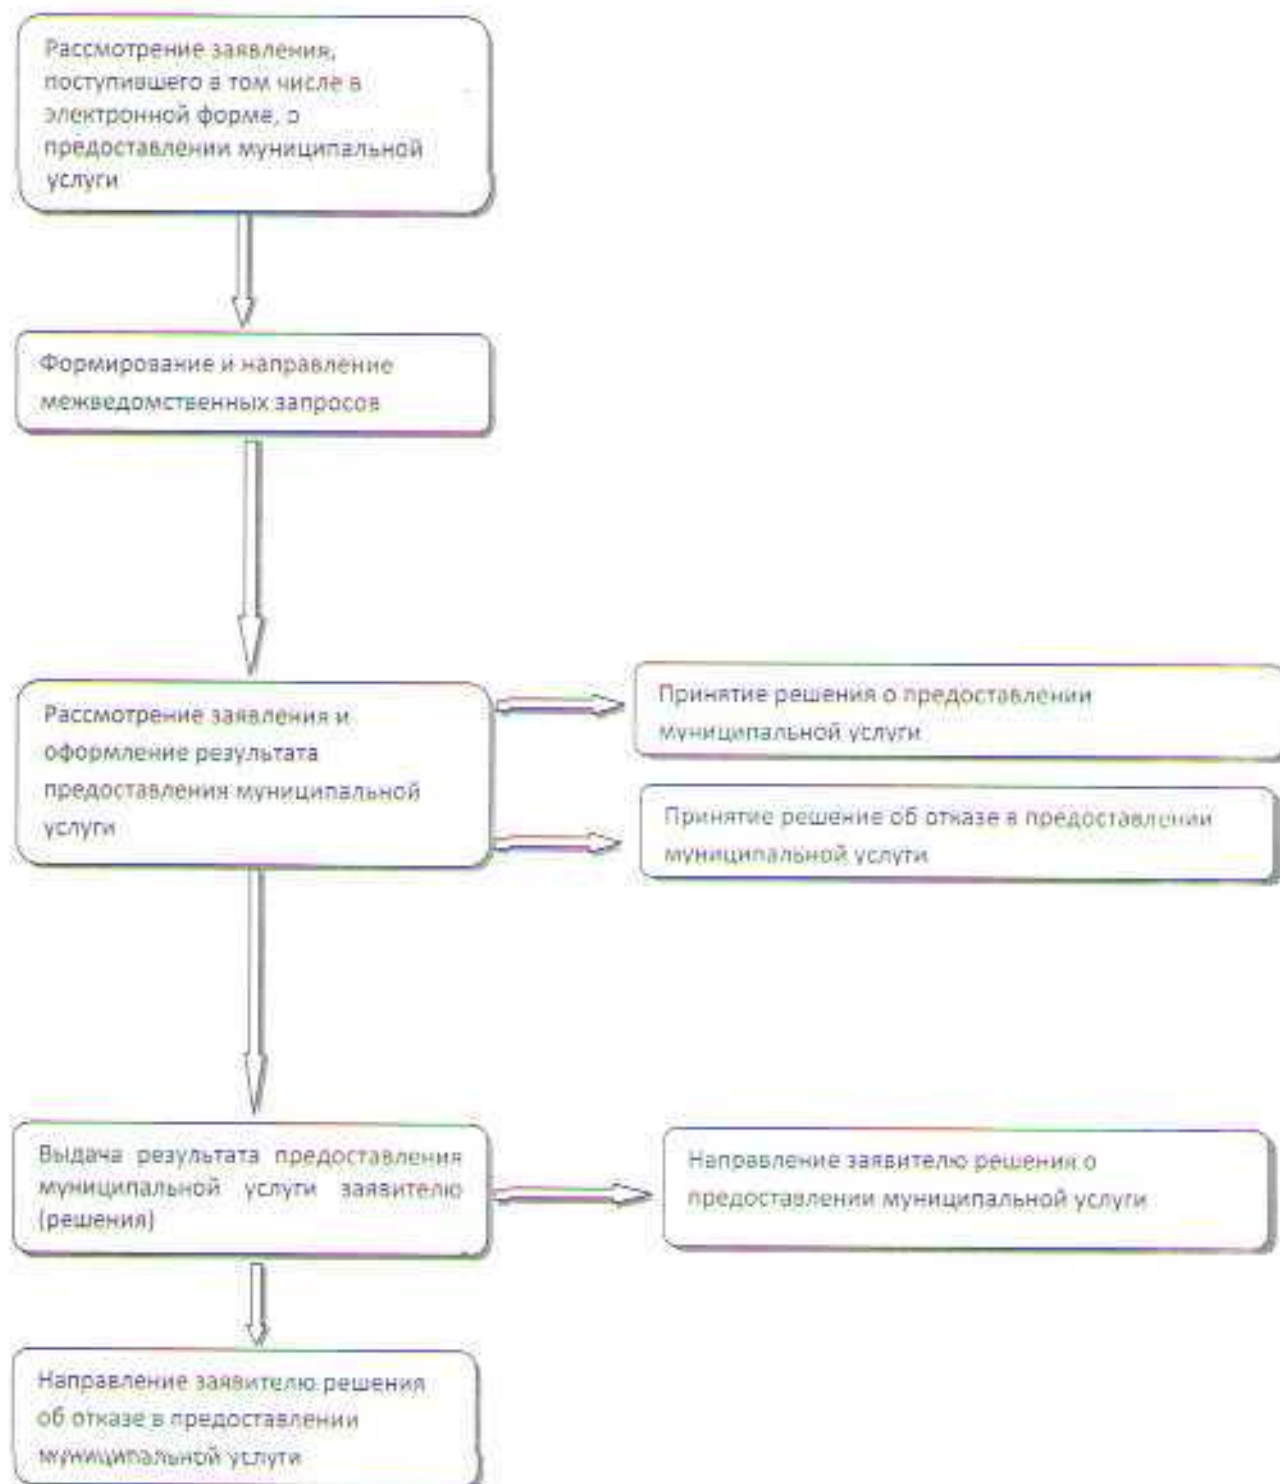 Рассмотрение заявления,
поступившего в том числе в
электронной форме, о
предоставлении муниципальной
услуги
Формирование и направление
межведомственных запросов
Рассмотрение заявления и
оформление результата
предоставления муниципальной
услуги
Принятие решения о предоставлении
муниципальной услуги
Принятие решение об отказе в предоставлении
муниципальной услуги
Выдача результата предоставления
муниципальной услуги заявителю
(решения)
Направление заявителю решения о
предоставлении муниципальной услуги
Направление заявителю решения
об отказе в предоставлении
муниципальной услуги